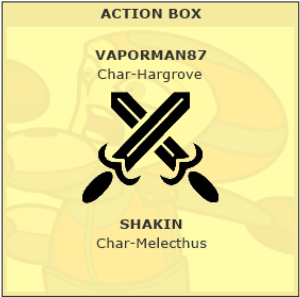 ACTION BOX
VAPORMAN87
Char-Hargrove
SHAKIN
Char-Melecthus